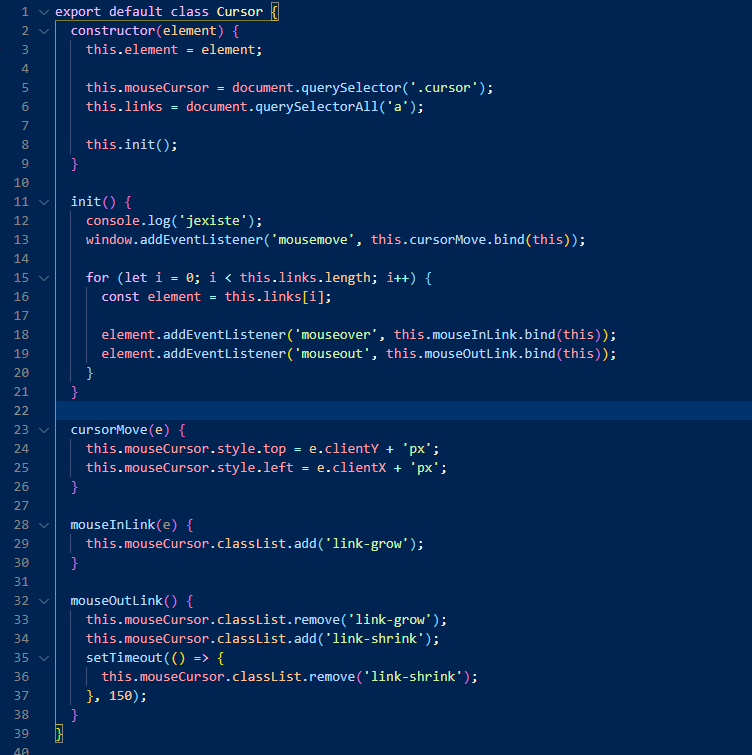 1 export default class Cursor {
2 constructor(element) {
3 this.element = element;
4
5 this.mouseCursor = document.querySelector('.cursor');
6 this.links = document.querySelectorAll('a');
7
8 this.init();
9 }
10
11 init() {
12 console.log('jexiste');
13 window.addEventListener('mousemove', this.cursorMove.bind(this));
14
15 for (let i = 0; i < this.links.length; i++) {
16 const element = this.links[i];
17
18 element.addEventListener('mouseover', this.mouseInLink.bind(this));
19 element.addEventListener('mouseout', this.mouseOutLink.bind(this));
20 }
21 }
22
23 cursorMove(e) {
24 this.mouseCursor.style.top = e.clientY + 'px';
25 this.mouseCursor.style.left = e.clientX + 'px';
26 }
27
28 mouseInLink(e) {
29 this.mouseCursor.classList.add('link-grow');
30 }
31
32 mouseOutLink() {
33 this.mouseCursor.classList.remove('link-grow');
34 this.mouseCursor.classList.add('link-shrink');
35 setTimeout(() => {
36 this.mouseCursor.classList.remove('link-shrink');
37 }, 150);
38 }
39 }
40